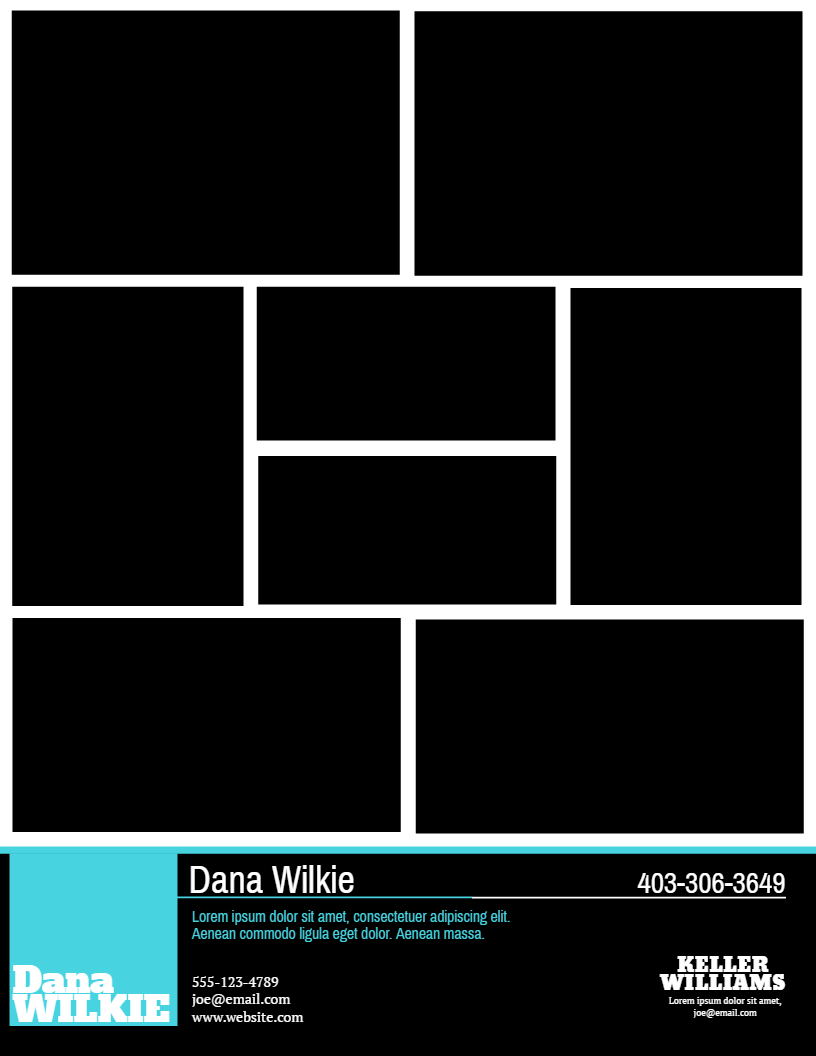 Dana Wilkie
403-306-3649
Lorem ipsum dolor sit amet, consectetuer adipiscing elit.
Aenean commodo ligula eget dolor. Aenean massa.
Dana
WILKIE
555-123-4789
joe@email.com
www.website.com
KELLER
WILLIAMS
Lorem ipsum dolor sit amet,
joe@email.com